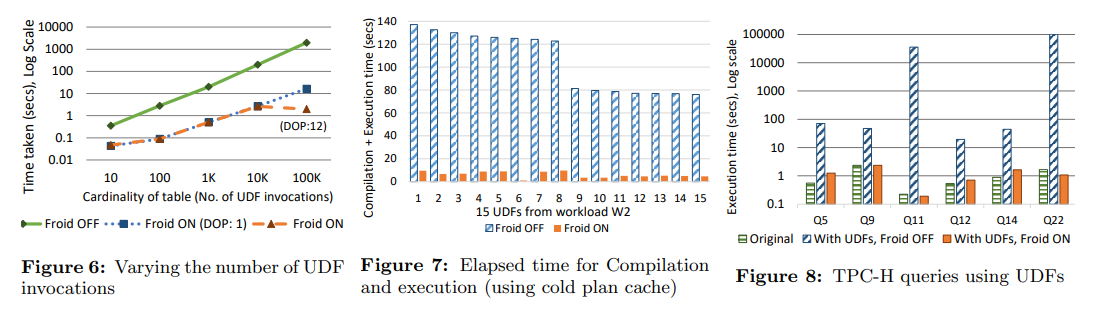 Time taken (secs), Log Scale
10000
1000
100
10
1
0.1
0.01
(DOP:12)
10 100 1K 10K 100K
Cardinality of table (No. of UDF invocations)
Froid OFF Froid ON (DOP: 1) Froid ON
Figure 6: Varying the number of UDF
invocations
Compilation + Execution time (secs)
140
120
100
80
60
40
20
0
1 2 3 4 5 6 7 8 9 10 11 12 13 14 15
15 UDFs from workload W2
Froid OFF Froid ON
Figure 7: Elapsed time for Compilation
and execution (using cold plan cache)
Execution time (secs), Log scale
100000
10000
1000
100
10
1
0.1
Q5 Q9 Q11 Q12 Q14 Q22
Original With UDFs, Froid OFF With UDFs, Froid ON
Figure 8: TPC-H queries using UDFs